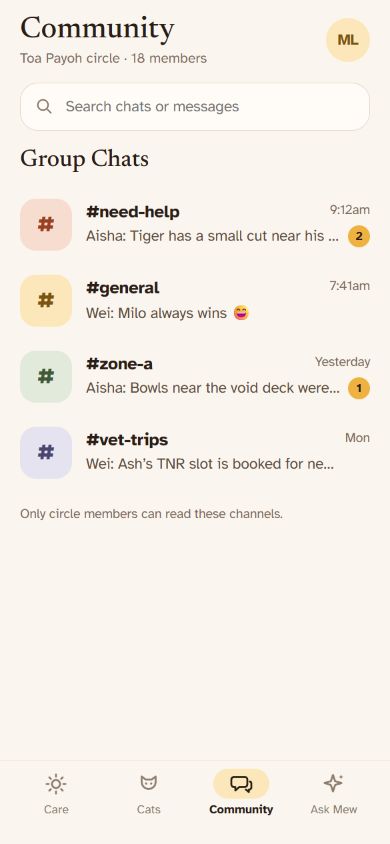 Community
Toa Payoh circle · 18 members
ML
Search chats or messages
Group Chats
#
#need-help
9:12am
Aisha: Tiger has a small cut near his ...
2
#
#general
7:41am
Wei: Milo always wins 😄
#
#zone-a
Yesterday
Aisha: Bowls near the void deck were...
1
#
#vet-trips
Mon
Wei: Ash's TNR slot is booked for ne...
Only circle members can read these channels.
Care
Cats
Community
Ask Mew